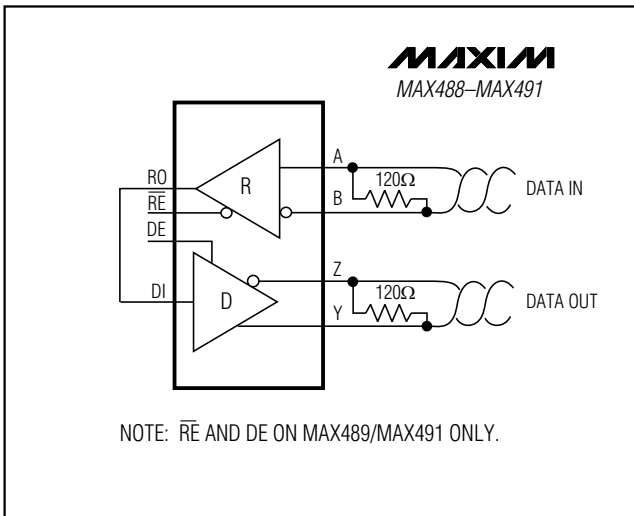 MAXIM
MAX488–MAX491
A
RO
R
120Ω
DATA IN
B
RE
DE
Z
DI
D
120Ω
DATA OUT
Y
NOTE: RE AND DE ON MAX489/MAX491 ONLY.